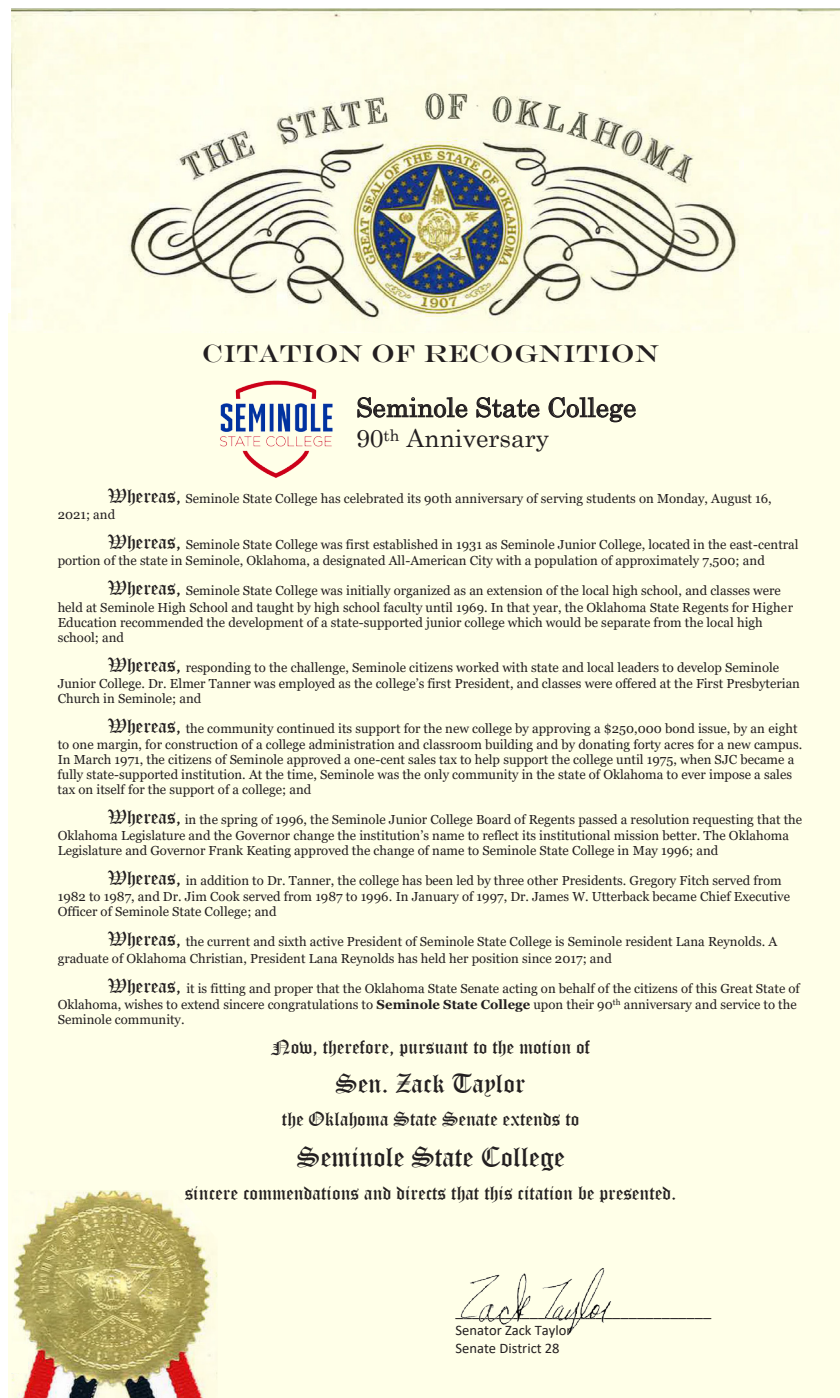 THE STATE OF OKLAHOMA
GREAT SEAL OF THE STATE OF OKLAHOMA
1907
CITATION OF RECOGNITION
SEMINOLE
STATE COLLEGE
Seminole State College
90th Anniversary
Whereas, Seminole State College has celebrated its 90th anniversary of serving students on Monday, August 16,
2021; and
Whereas, Seminole State College was first established in 1931 as Seminole Junior College, located in the east-central
portion of the state in Seminole, Oklahoma, a designated All-American City with a population of approximately 7,500; and
Whereas, Seminole State College was initially organized as an extension of the local high school, and classes were
held at Seminole High School and taught by high school faculty until 1969. In that year, the Oklahoma State Regents for Higher
Education recommended the development of a state-supported junior college which would be separate from the local high
school; and
Whereas, responding to the challenge, Seminole citizens worked with state and local leaders to develop Seminole
Junior College. Dr. Elmer Tanner was employed as the college's first President, and classes were offered at the First Presbyterian
Church in Seminole; and
Whereas, the community continued its support for the new college by approving a $250,000 bond issue, by an eight
to one margin, for construction of a college administration and classroom building and by donating forty acres for a new campus.
In March 1971, the citizens of Seminole approved a one-cent sales tax to help support the college until 1975, when SJC became a
fully state-supported institution. At the time, Seminole was the only community in the state of Oklahoma to ever impose a sales
tax on itself for the support of a college; and
Whereas, in the spring of 1996, the Seminole Junior College Board of Regents passed a resolution requesting that the
Oklahoma Legislature and the Governor change the institution's name to reflect its institutional mission better. The Oklahoma
Legislature and Governor Frank Keating approved the change of name to Seminole State College in May 1996; and
Whereas, in addition to Dr. Tanner, the college has been led by three other Presidents. Gregory Fitch served from
1982 to 1987, and Dr. Jim Cook served from 1987 to 1996. In January of 1997, Dr. James W. Utterback became Chief Executive
Officer of Seminole State College; and
Whereas, the current and sixth active President of Seminole State College is Seminole resident Lana Reynolds. A
graduate of Oklahoma Christian, President Lana Reynolds has held her position since 2017; and
Whereas, it is fitting and proper that the Oklahoma State Senate acting on behalf of the citizens of this Great State of
Oklahoma, wishes to extend sincere congratulations to Seminole State College upon their 90th anniversary and service to the
Seminole community.
Now, therefore, pursuant to the motion of
Sen. Zack Taylor
the Oklahoma State Senate extends to
Seminole State College
sincere commendations and directs that this citation be presented.
Zack Taylor
Senator Zack Taylor
Senate District 28